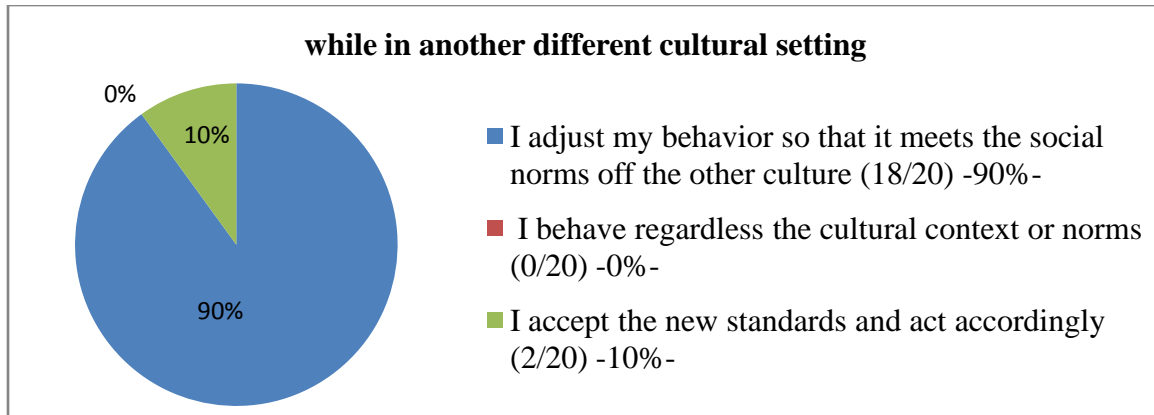 while in another different cultural setting
0%
10%
90%
I adjust my behavior so that it meets the social
norms off the other culture (18/20) -90%-
I behave regardless the cultural context or norms
(0/20) -0%-
I accept the new standards and act accordingly
(2/20) -10%-